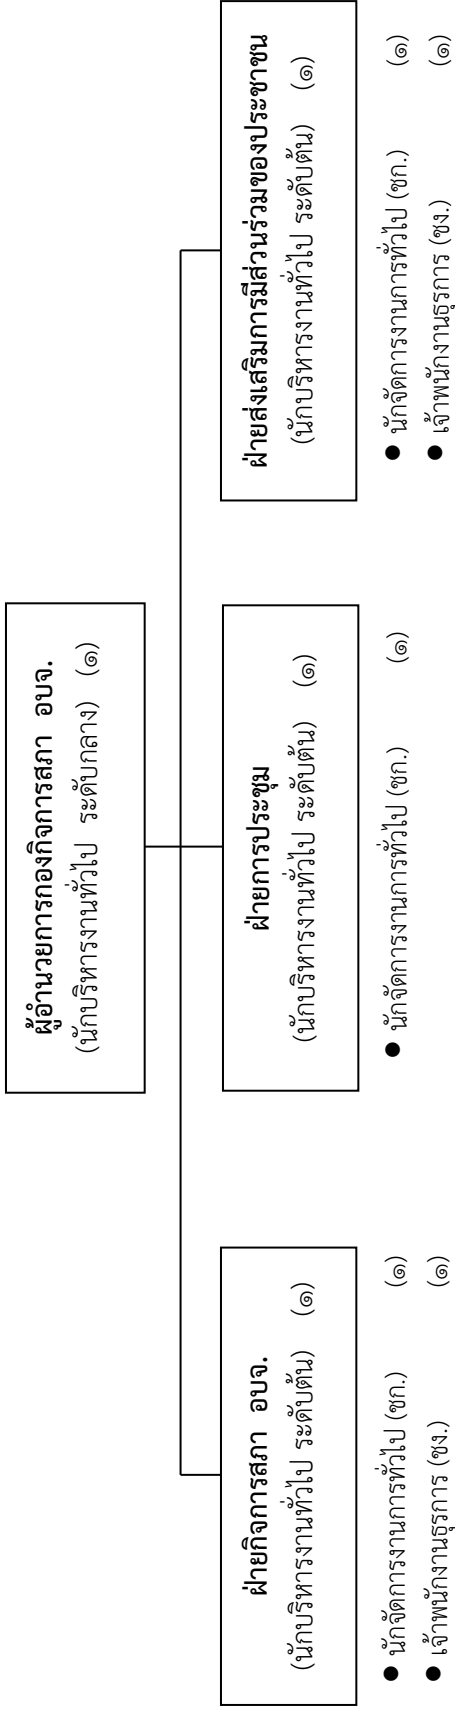 ผู้อำนวยการกองกิจการสภา อบจ.
(นักบริหารงานทั่วไป ระดับกลาง) (๑)
ฝ่ายกิจการสภา อบจ.
(นักบริหารงานทั่วไป ระดับต้น) (๑)
● นักจัดการงานทั่วไป (ชก.) (๑)
● เจ้าพนักงานธุรการ (ชง.) (๑)
ฝ่ายการประชุม
(นักบริหารงานทั่วไป ระดับต้น) (๑)
● นักจัดการงานการทั่วไป (ชก.) (๑)
ฝ่ายส่งเสริมการมีส่วนร่วมของประชาชน
(นักบริหารงานทั่วไป ระดับต้น) (๑)
● นักจัดการงานการทั่วไป (ชก.) (๑)
● เจ้าพนักงานธุรการ (ชง.) (๑)